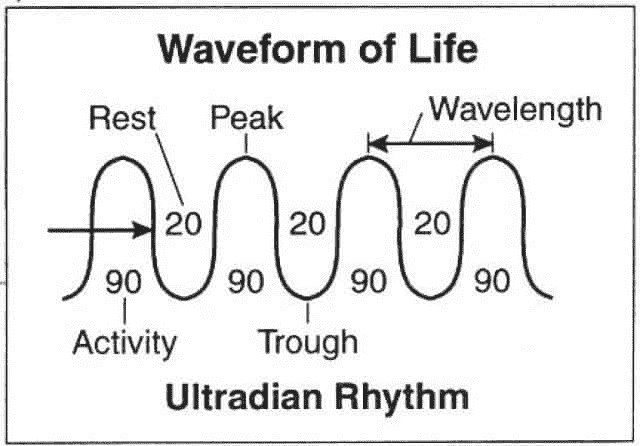 Waveform of Life
Rest Peak Wavelength
20 20 20
90 90 90 90
Activity Trough
Ultradian Rhythm